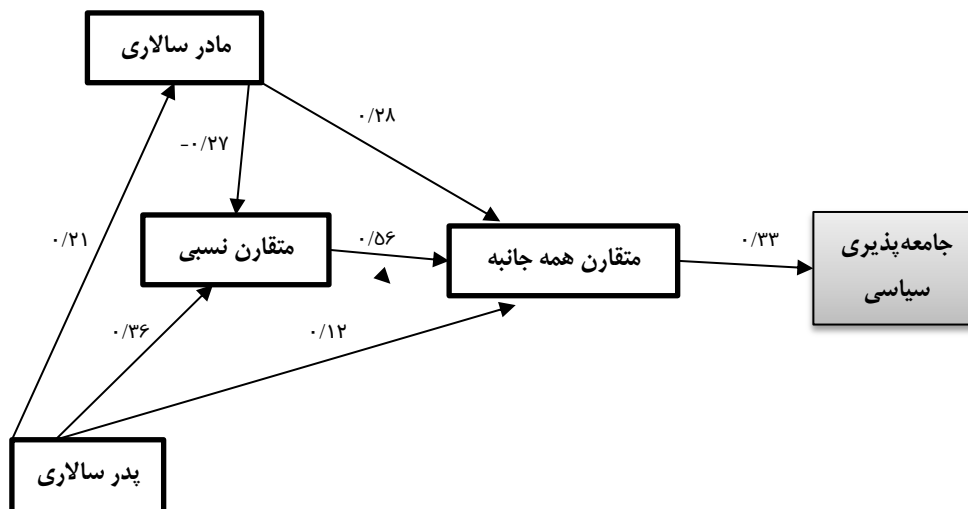 مادر سالاری
۰/۲۸
-۰/۲۷
۰/۲۱
متقارن نسبی
۰/۵۶
متقارن همه جانبه
۰/۳۳
جامعه‌پذیری
سیاسی
۰/۳۶
۰/۱۲
پدر سالاری